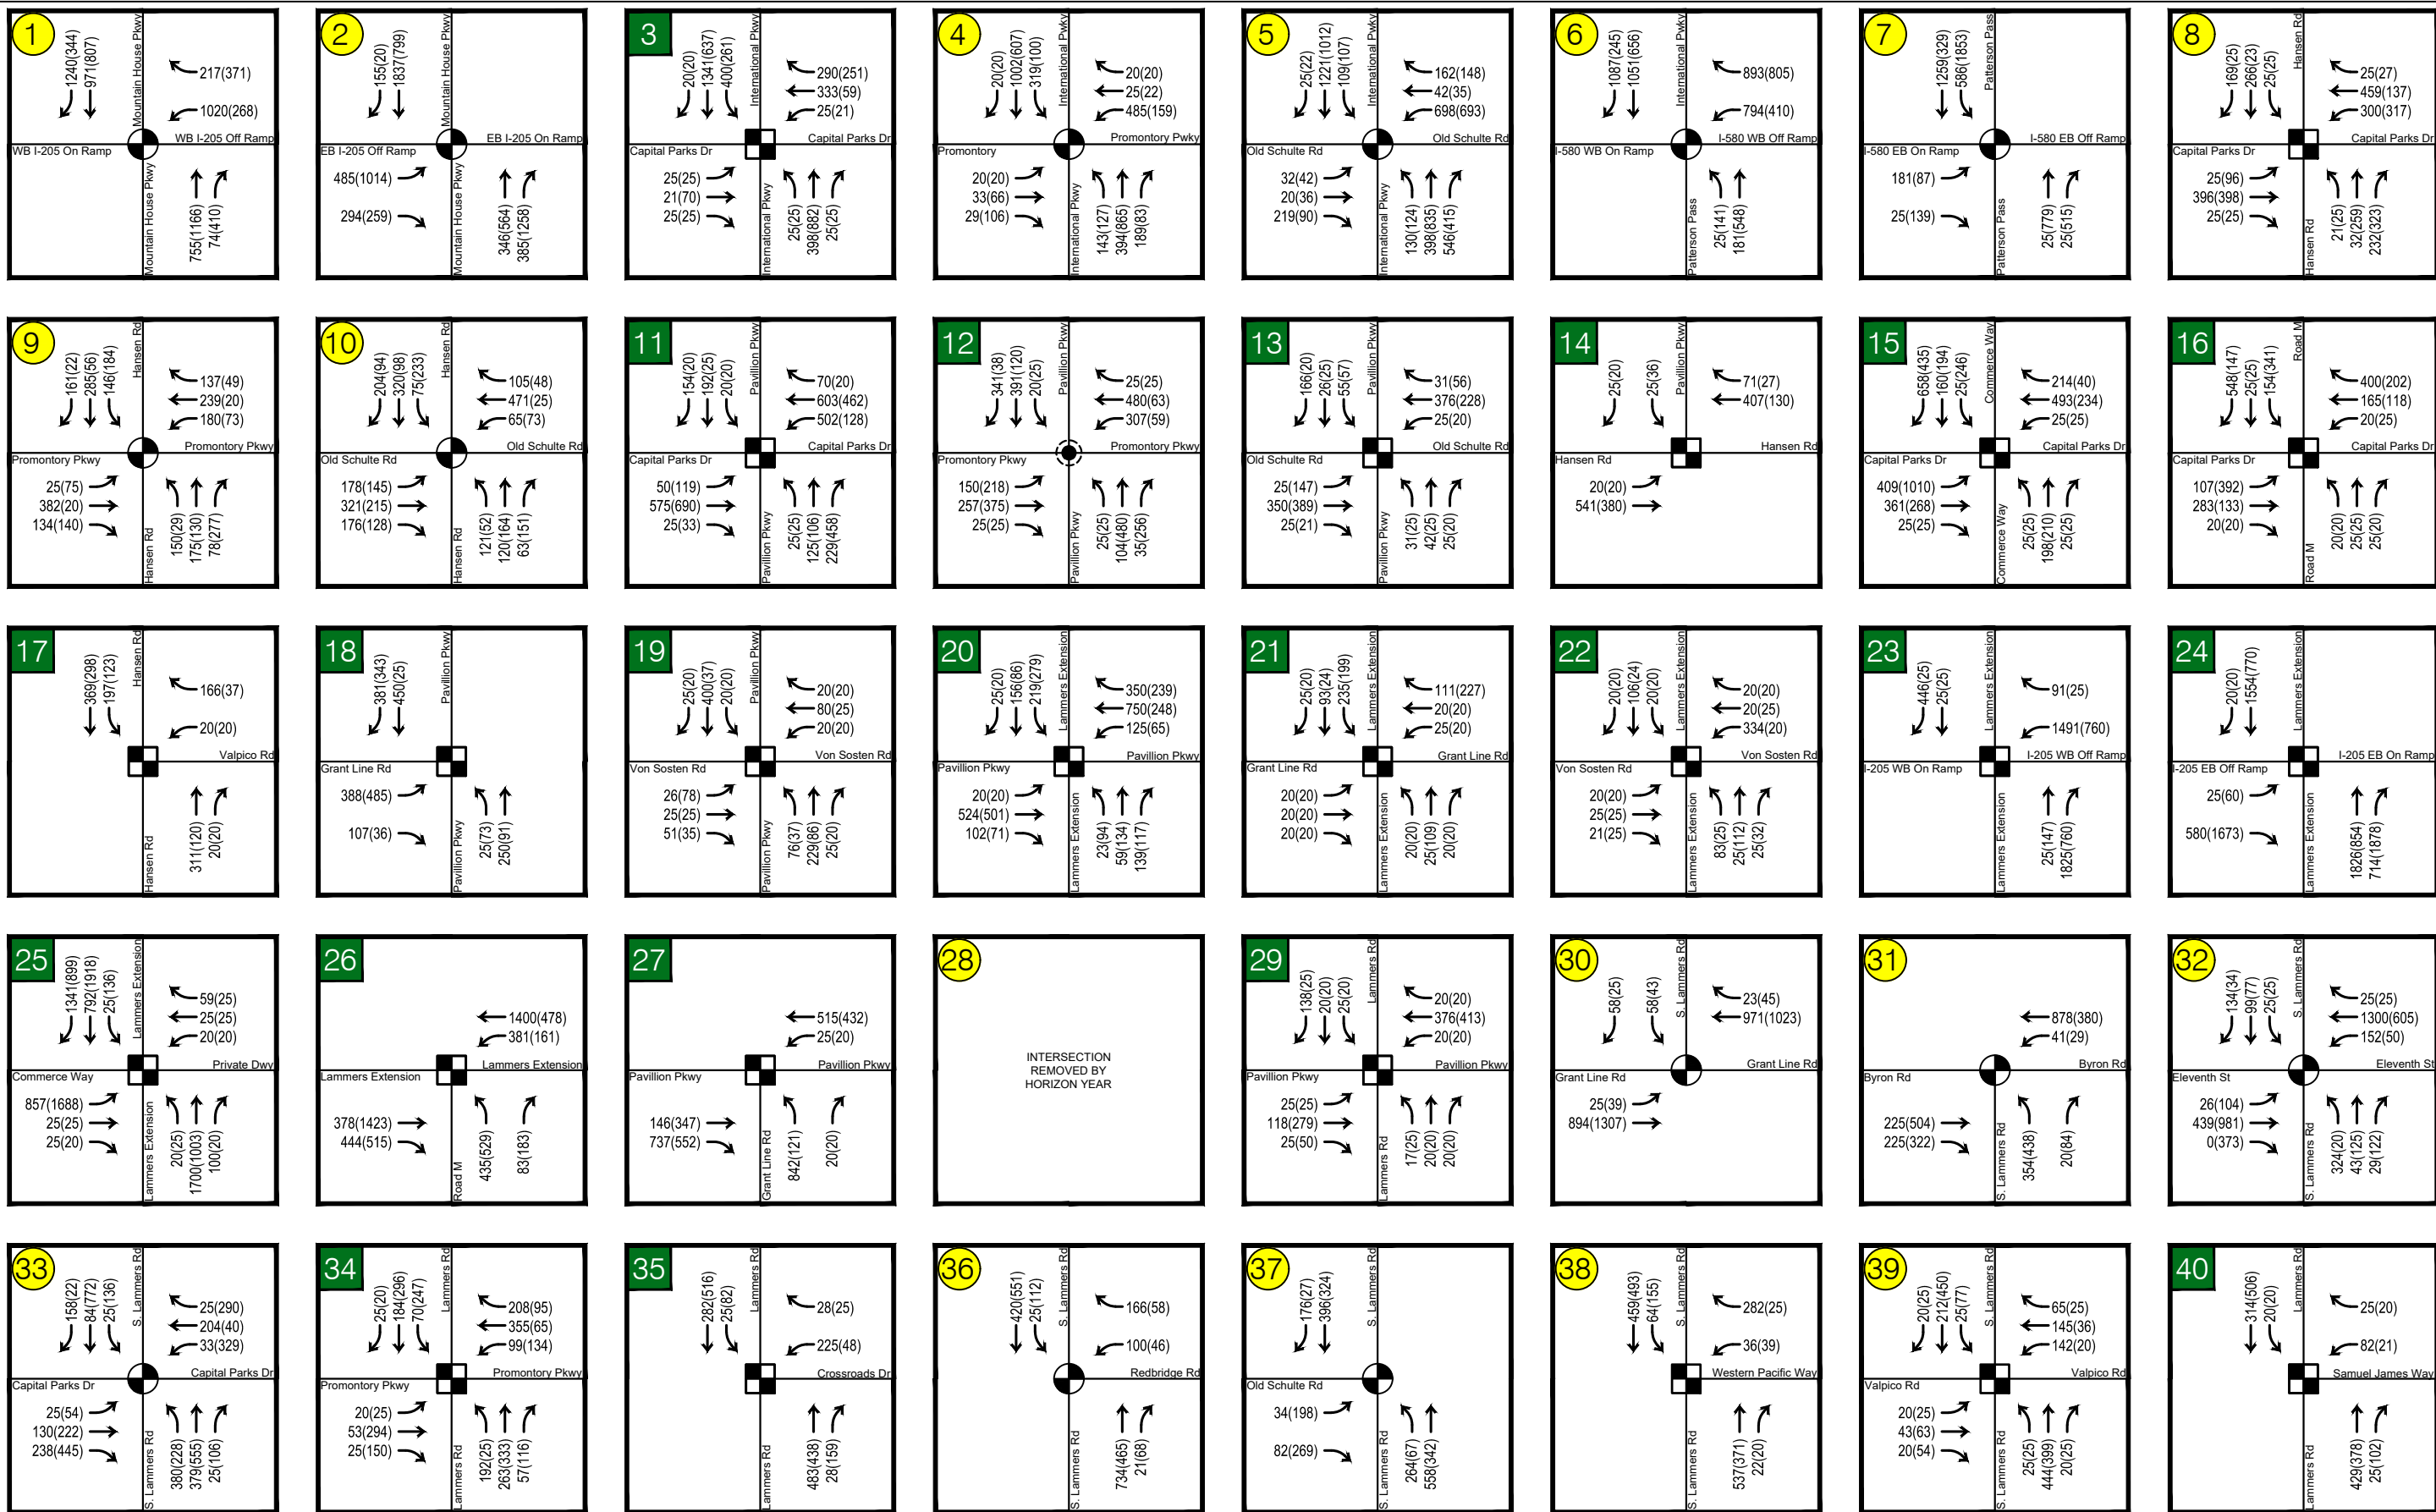 1
1240(344)
971(807)
Mountain House Pkwy
217(371)
1020(268)
WB I-205 Off Ramp
WB I-205 On Ramp
Mountain House Pkwy
755(1166)
74(410)
2
155(20)
1837(799)
Mountain House Pkwy
EB I-205 On Ramp
EB I-205 Off Ramp
485(1014)
294(259)
Mountain House Pkwy
346(564)
385(1258)
3
20(20)
1341(637)
400(261)
International Pkwy
290(251)
333(59)
25(21)
Capital Parks Dr
Capital Parks Dr
25(25)
21(70)
25(25)
International Pkwy
25(25)
398(882)
25(25)
4
20(20)
1002(607)
319(100)
International Pwky
20(20)
25(22)
485(159)
Promontory Pwky
Promontory
20(20)
33(66)
29(106)
International Pkwy
143(127)
394(865)
189(83)
5
25(22)
1221(1012)
109(107)
International Pwky
162(148)
42(35)
698(693)
Old Schulte Rd
Old Schulte Rd
32(42)
20(36)
219(90)
International Pkwy
130(124)
398(835)
546(415)
6
1087(245)
1051(656)
International Pkwy
893(805)
794(410)
I-580 WB Off Ramp
I-580 WB On Ramp
Patterson Pass
25(141)
181(548)
7
1259(329)
586(1853)
Patterson Pass
I-580 EB Off Ramp
I-580 EB On Ramp
181(87)
25(139)
Patterson Pass
25(779)
25(515)
8
169(25)
266(23)
25(25)
Hansen Rd
25(27)
459(137)
300(317)
Capital Parks Dr
Capital Parks Dr
25(96)
396(398)
25(25)
Hansen Rd
21(25)
32(259)
232(323)
9
161(22)
285(56)
146(184)
Hansen Rd
137(49)
239(20)
180(73)
Promontory Pkwy
Promontory Pkwy
25(75)
382(20)
134(140)
Hansen Rd
150(29)
175(130)
78(277)
10
204(94)
320(98)
75(233)
Hansen Rd
105(48)
471(25)
65(73)
Old Schulte Rd
Old Schulte Rd
178(145)
321(215)
176(128)
Hansen Rd
121(52)
120(164)
63(151)
11
154(20)
192(25)
20(20)
Pavillion Pkwy
70(20)
603(462)
502(128)
Capital Parks Dr
Capital Parks Dr
50(119)
575(690)
25(33)
Pavillion Pkwy
25(25)
125(106)
229(458)
12
341(38)
391(120)
20(25)
Pavillion Pkwy
25(25)
480(63)
307(59)
Promontory Pkwy
Promontory Pkwy
150(218)
257(375)
25(25)
Pavillion Pkwy
25(25)
104(480)
35(256)
13
166(20)
26(25)
55(57)
Pavillion Pkwy
31(56)
376(228)
25(20)
Old Schulte Rd
Old Schulte Rd
25(147)
350(389)
25(21)
Pavillion Pkwy
31(25)
42(25)
25(20)
14
25(20)
25(36)
Pavillion Pkwy
71(27)
407(130)
Hansen Rd
Hansen Rd
20(20)
541(380)
15
658(435)
160(194)
25(246)
Commerce Way
214(40)
493(234)
25(25)
Capital Parks Dr
Capital Parks Dr
409(1010)
361(268)
25(25)
Commerce Way
25(25)
198(210)
25(25)
16
548(147)
25(25)
154(341)
Road M
400(202)
165(118)
20(25)
Capital Parks Dr
Capital Parks Dr
107(392)
283(133)
20(20)
Road M
20(20)
25(25)
25(20)
17
369(298)
197(123)
Hansen Rd
166(37)
20(20)
Valpico Rd
Hansen Rd
311(120)
20(20)
18
381(343)
450(25)
Pavillion Pkwy
Grant Line Rd
388(485)
107(36)
Pavillion Pkwy
25(73)
250(91)
19
25(20)
400(37)
20(20)
Pavillion Pkwy
20(20)
80(25)
20(20)
Von Sosten Rd
Von Sosten Rd
26(78)
25(25)
51(35)
Pavillion Pkwy
76(37)
229(86)
25(20)
20
25(20)
156(86)
219(279)
Lammers Extension
350(239)
750(248)
125(65)
Pavillion Pkwy
Pavillion Pkwy
20(20)
524(501)
102(71)
Lammers Extension
23(94)
59(134)
139(117)
21
25(20)
93(24)
235(199)
Lammers Extension
111(227)
20(20)
25(20)
Grant Line Rd
Grant Line Rd
20(20)
20(20)
20(20)
Lammers Extension
20(20)
25(109)
20(20)
22
20(20)
106(24)
20(20)
Lammers Extension
20(20)
20(25)
334(20)
Von Sosten Rd
Von Sosten Rd
20(20)
25(25)
21(25)
Lammers Extension
83(25)
25(112)
25(32)
23
446(25)
25(25)
Lammers Extension
91(25)
1491(760)
I-205 WB Off Ramp
I-205 WB On Ramp
Lammers Extension
25(147)
1825(760)
24
20(20)
1554(770)
Lammers Extension
I-205 EB On Ramp
I-205 EB Off Ramp
25(60)
580(1673)
Lammers Extension
1826(854)
714(1878)
25
1341(899)
792(1918)
25(136)
Lammers Extension
59(25)
25(25)
20(20)
Private Dwy
Commerce Way
857(1688)
25(25)
25(20)
Lammers Extension
20(25)
1700(1003)
100(20)
26
1400(478)
381(161)
Lammers Extension
Lammers Extension
378(1423)
444(515)
Road M
435(529)
83(183)
27
515(432)
25(20)
Pavillion Pkwy
Pavillion Pkwy
146(347)
737(552)
Grant Line Rd
842(121)
20(20)
28
INTERSECTION
REMOVED BY
HORIZON YEAR
29
138(25)
20(20)
25(20)
Lammers Rd
20(20)
376(413)
20(20)
Pavillion Pkwy
Pavillion Pkwy
25(25)
118(279)
25(50)
Lammers Rd
17(25)
20(20)
20(20)
30
58(25)
58(43)
S. Lammers Rd
23(45)
971(1023)
Grant Line Rd
Grant Line Rd
25(39)
894(1307)
31
878(380)
41(29)
Byron Rd
Byron Rd
225(504)
225(322)
S. Lammers Rd
354(438)
20(84)
32
134(34)
99(77)
25(25)
S. Lammers Rd
25(25)
1300(605)
152(50)
Eleventh St
Eleventh St
26(104)
439(981)
0(373)
S. Lammers Rd
324(20)
43(125)
29(122)
33
158(22)
84(772)
25(136)
S. Lammers Rd
25(290)
204(40)
33(329)
Capital Parks Dr
Capital Parks Dr
25(54)
130(222)
238(445)
S. Lammers Rd
380(228)
379(555)
25(106)
34
25(20)
184(296)
70(247)
Lammers Rd
208(95)
355(65)
99(134)
Promontory Pkwy
Promontory Pkwy
20(25)
53(294)
25(150)
Lammers Rd
192(25)
263(333)
57(116)
35
282(516)
25(82)
Lammers Rd
28(25)
225(48)
Crossroads Dr
Lammers Rd
483(438)
28(159)
36
420(551)
25(112)
S. Lammers Rd
166(58)
100(46)
Redbridge Rd
S. Lammers Rd
734(465)
21(68)
37
176(27)
396(324)
S. Lammers Rd
Old Schulte Rd
34(198)
82(269)
S. Lammers Rd
264(67)
558(342)
38
459(493)
64(155)
S. Lammers Rd
282(25)
36(39)
Western Pacific Way
S. Lammers Rd
537(371)
22(20)
39
20(25)
212(450)
25(77)
S. Lammers Rd
65(25)
145(36)
142(20)
Valpico Rd
Valpico Rd
20(25)
43(63)
20(54)
S. Lammers Rd
25(25)
444(399)
20(25)
40
314(506)
20(20)
Lammers Rd
25(20)
82(21)
Samuel James Way
Lammers Rd
429(378)
25(102)